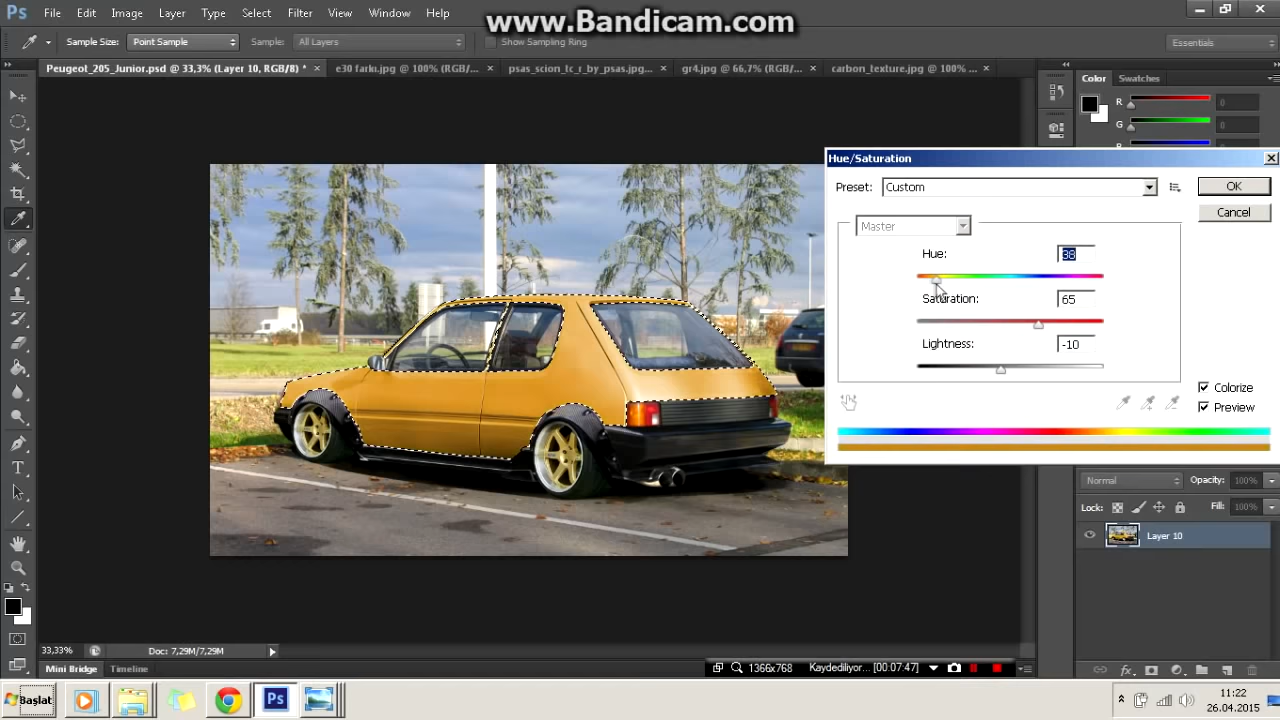 www.Bandicam.com
Ps File Edit Image Layer Type Select Filter View Window Help
Sample Size: Point Sample Sample: All Layers Show Sampling Ring Essentials
Peugeot_205_Junior.psd @ 33,3% (Layer 10, RGB/8) * × e30 farkı.jpg @ 100% (RGB/... × psas_scion_tc_r_by_psas.jpg... × gr4.jpg @ 66,7% (RGB/... × carbon_texture.jpg @ 100% ... ×
Color Swatches
R 0
G 0
Hue/Saturation
Preset: Custom OK
Cancel
Master
Hue: 38
Saturation: 65
Lightness: -10
Colorize
Preview
Normal Opacity: 100%
Lock: Fill: 100%
Layer 10
33,33% Doc: 7,29M/7,29M
1366x768 Kaydediliyor... [00:07:47]
Mini Bridge Timeline
Başlat Ps
11:22
26.04.2015